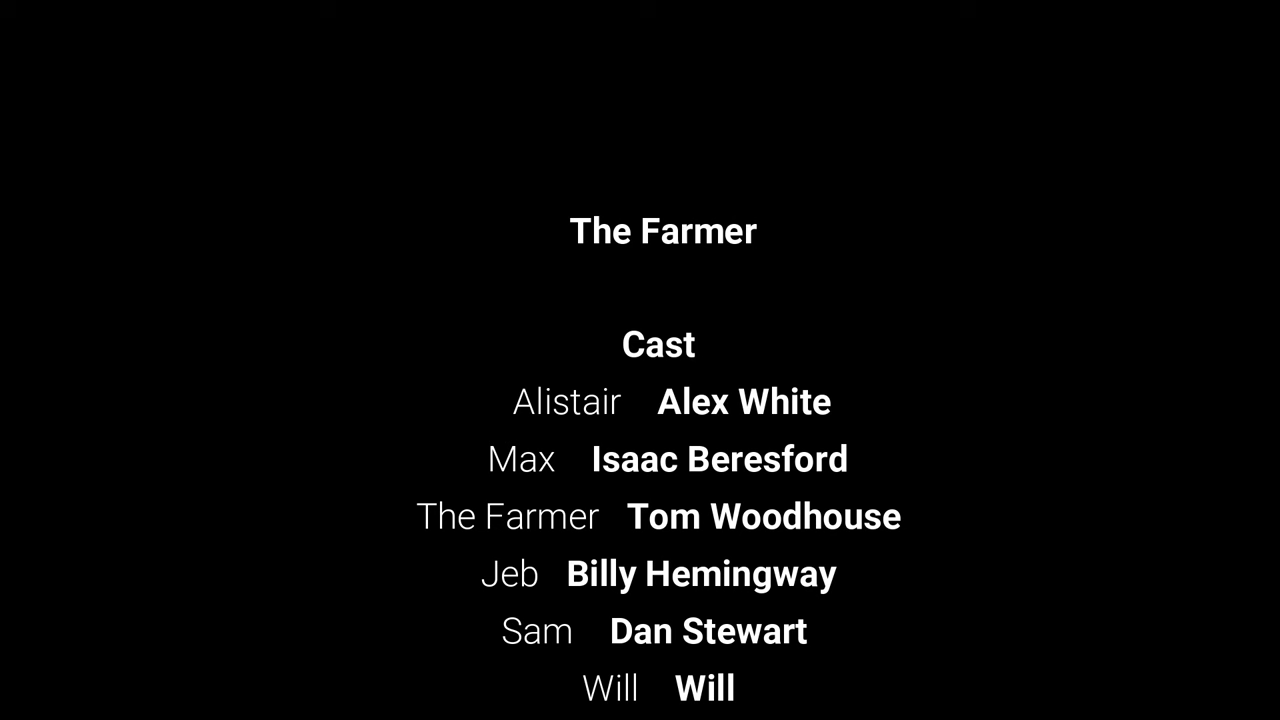 The Farmer
Cast
Alistair Alex White
Max Isaac Beresford
The Farmer Tom Woodhouse
Jeb Billy Hemingway
Sam Dan Stewart
Will Will